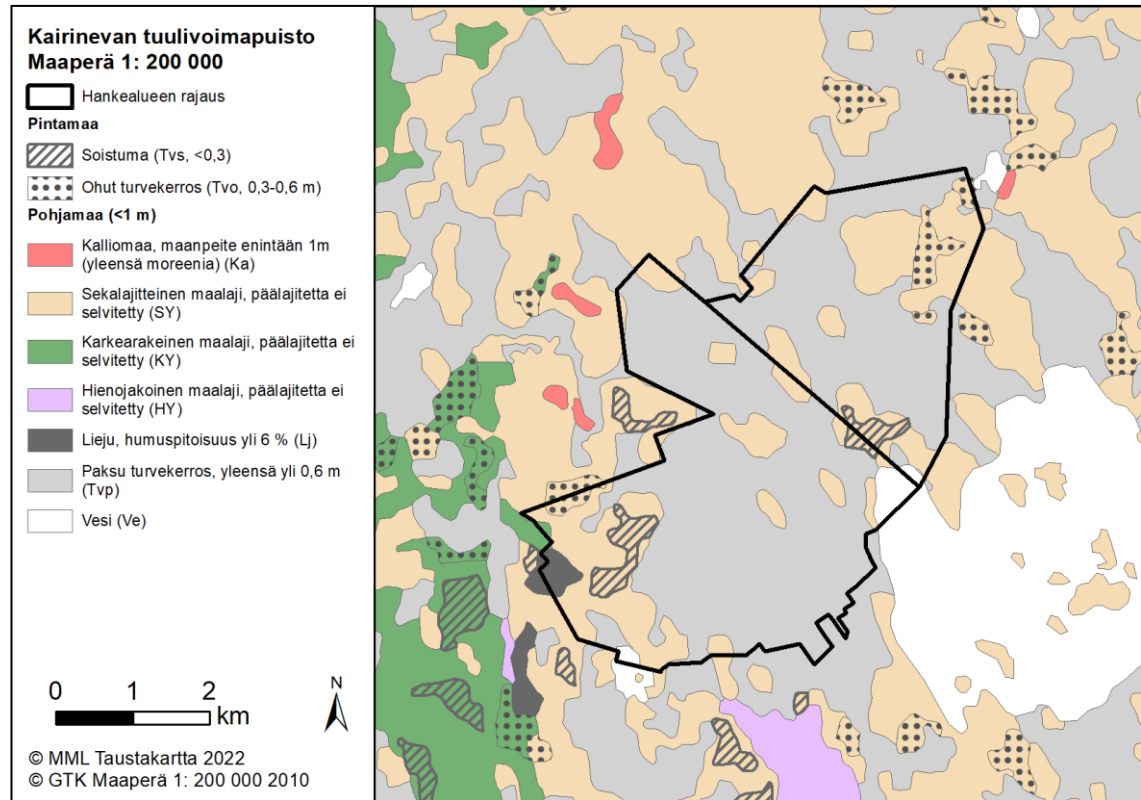 Kairinevan tuulivoimapuisto
Maaperä 1: 200 000
Hankealueen rajaus
Pintamaa
Soistuma (Tvs, <0,3)
Ohut turvekerros (Tvo, 0,3-0,6 m)
Pohjamaa (<1 m)
Kalliomaa, maanpeite enintään 1m
(yleensä moreenia) (Ka)
Sekalajitteinen maalaji, päälajitetta ei
selvitetty (SY)
Karkearakeinen maalaji, päälajitetta ei
selvitetty (KY)
Hienojakoinen maalaji, päälajitetta ei
selvitetty (HY)
Lieju, humuspitoisuus yli 6 % (Lj)
Paksu turvekerros, yleensä yli 0,6 m
(Tvp)
Vesi (Ve)
0 1 2
km
N
© MML Taustakartta 2022
© GTK Maaperä 1: 200 000 2010